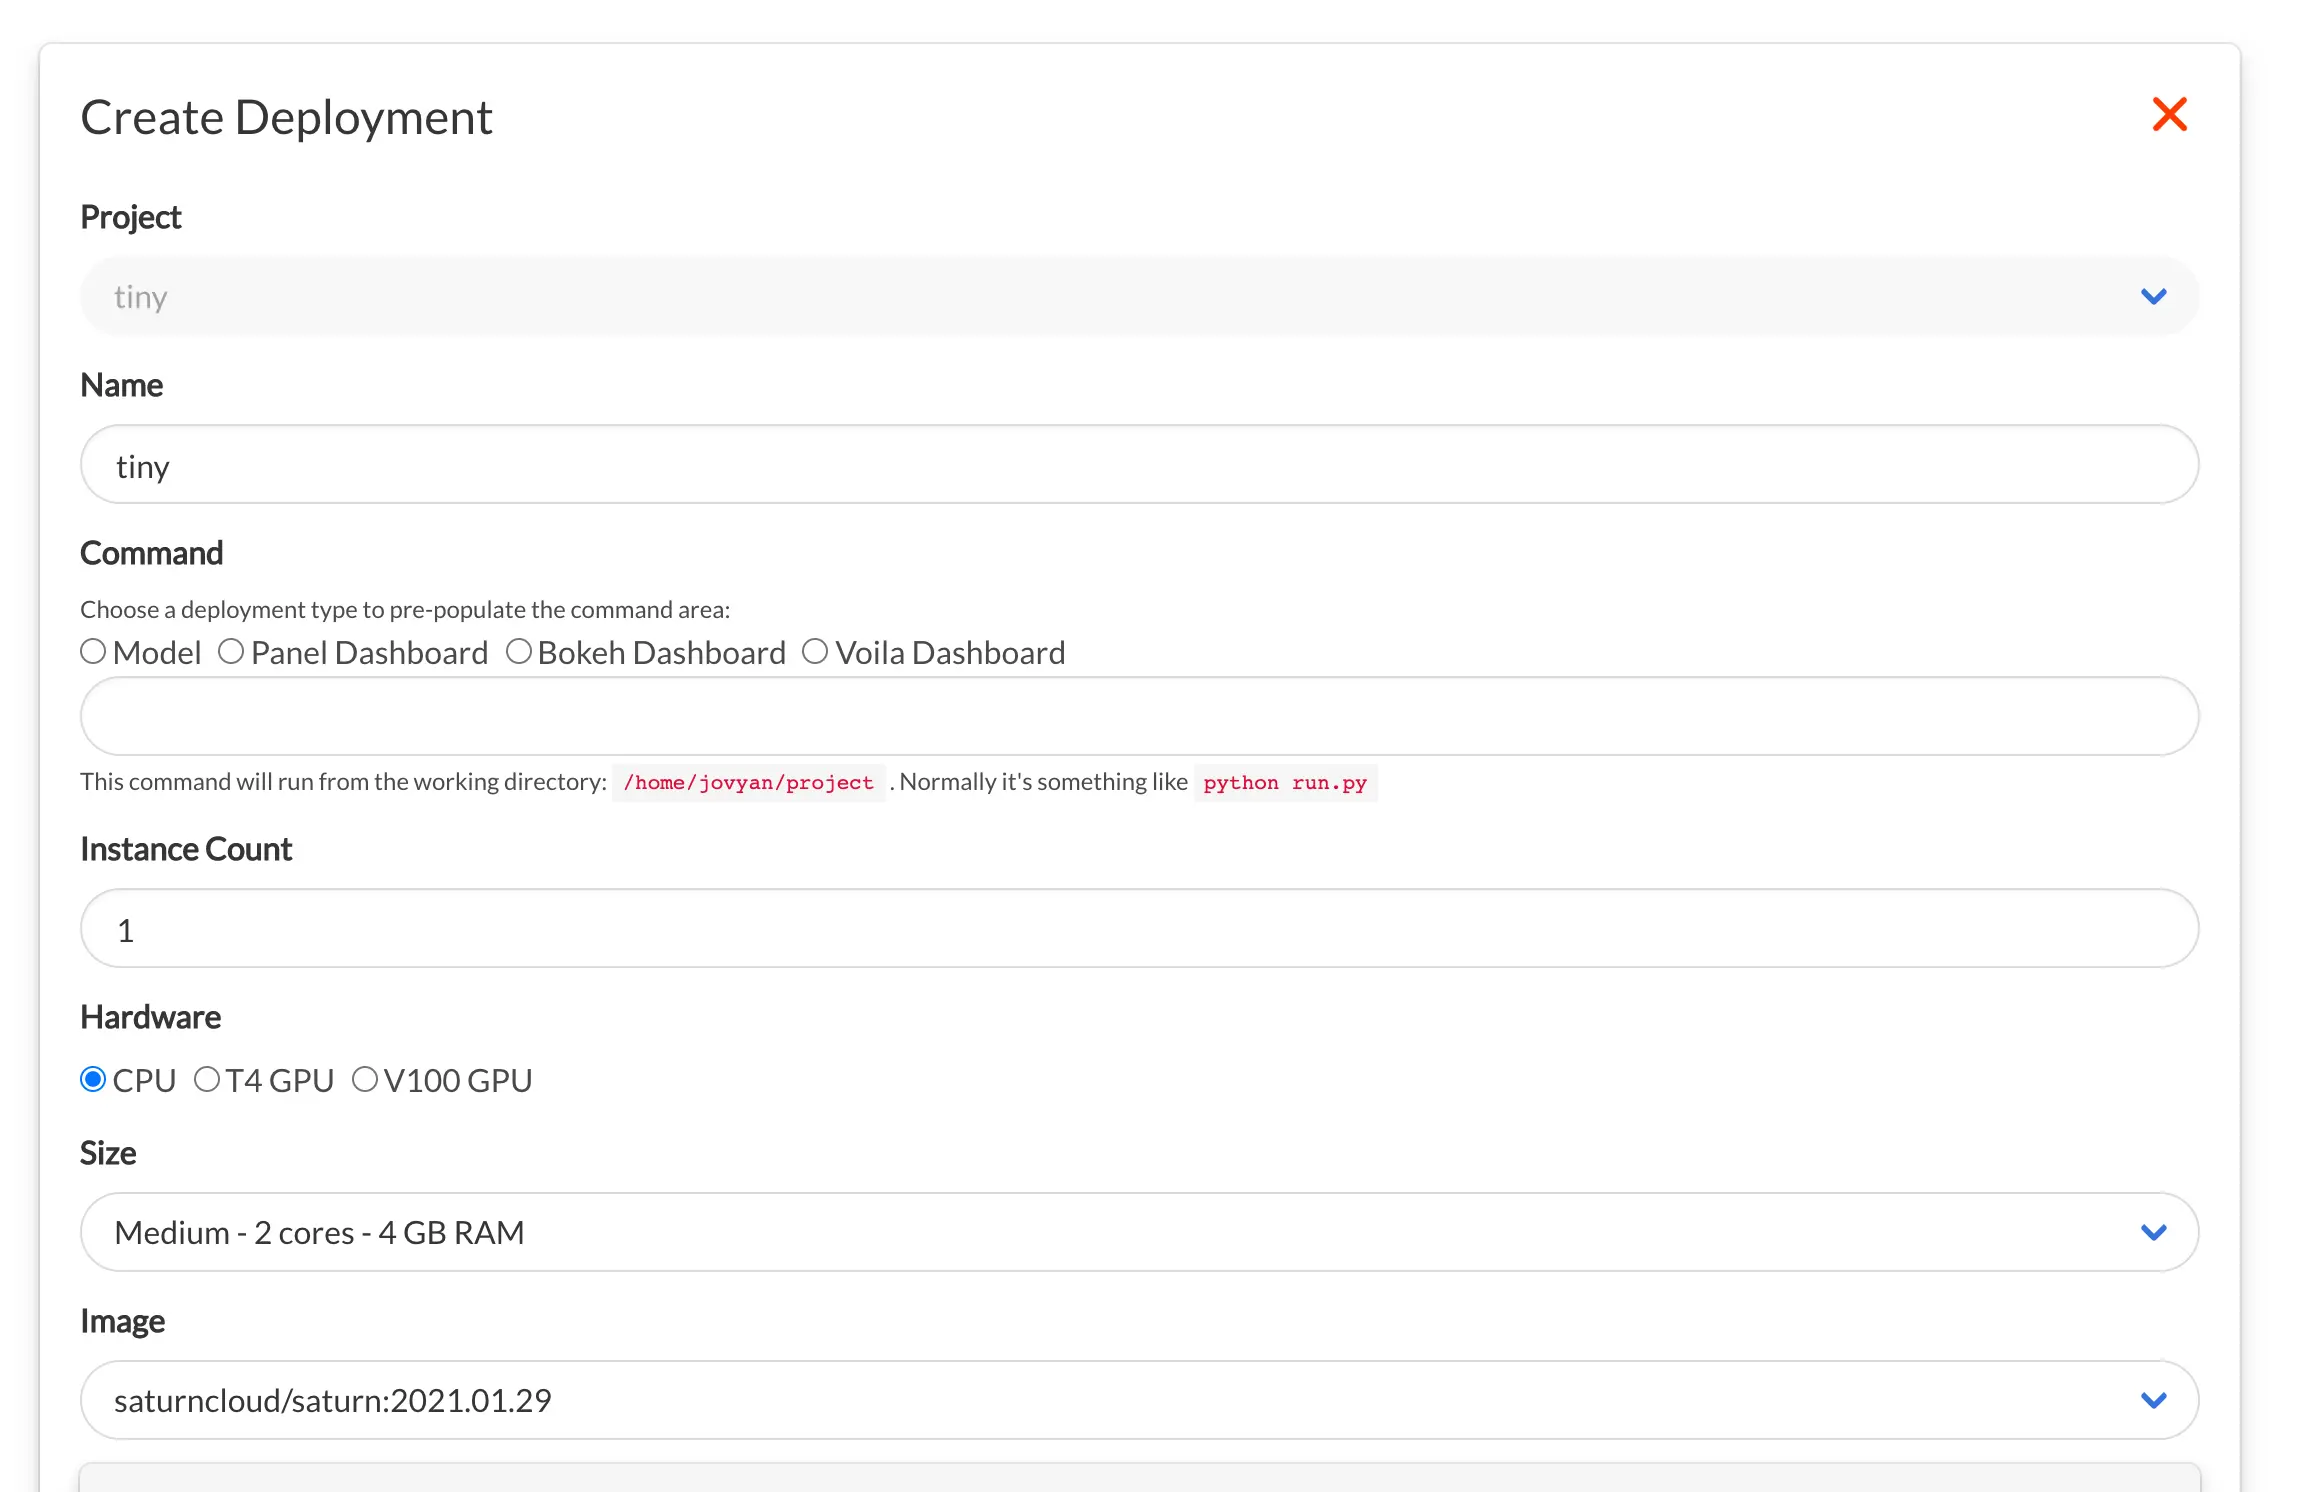 Create Deployment
Project
tiny
Name
tiny
Command
Choose a deployment type to pre-populate the command area:
Model Panel Dashboard Bokeh Dashboard Voila Dashboard
This command will run from the working directory: /home/jovyan/project . Normally it's something like python run.py
Instance Count
1
Hardware
CPU T4 GPU V100 GPU
Size
Medium - 2 cores - 4 GB RAM
Image
saturncloud/saturn:2021.01.29